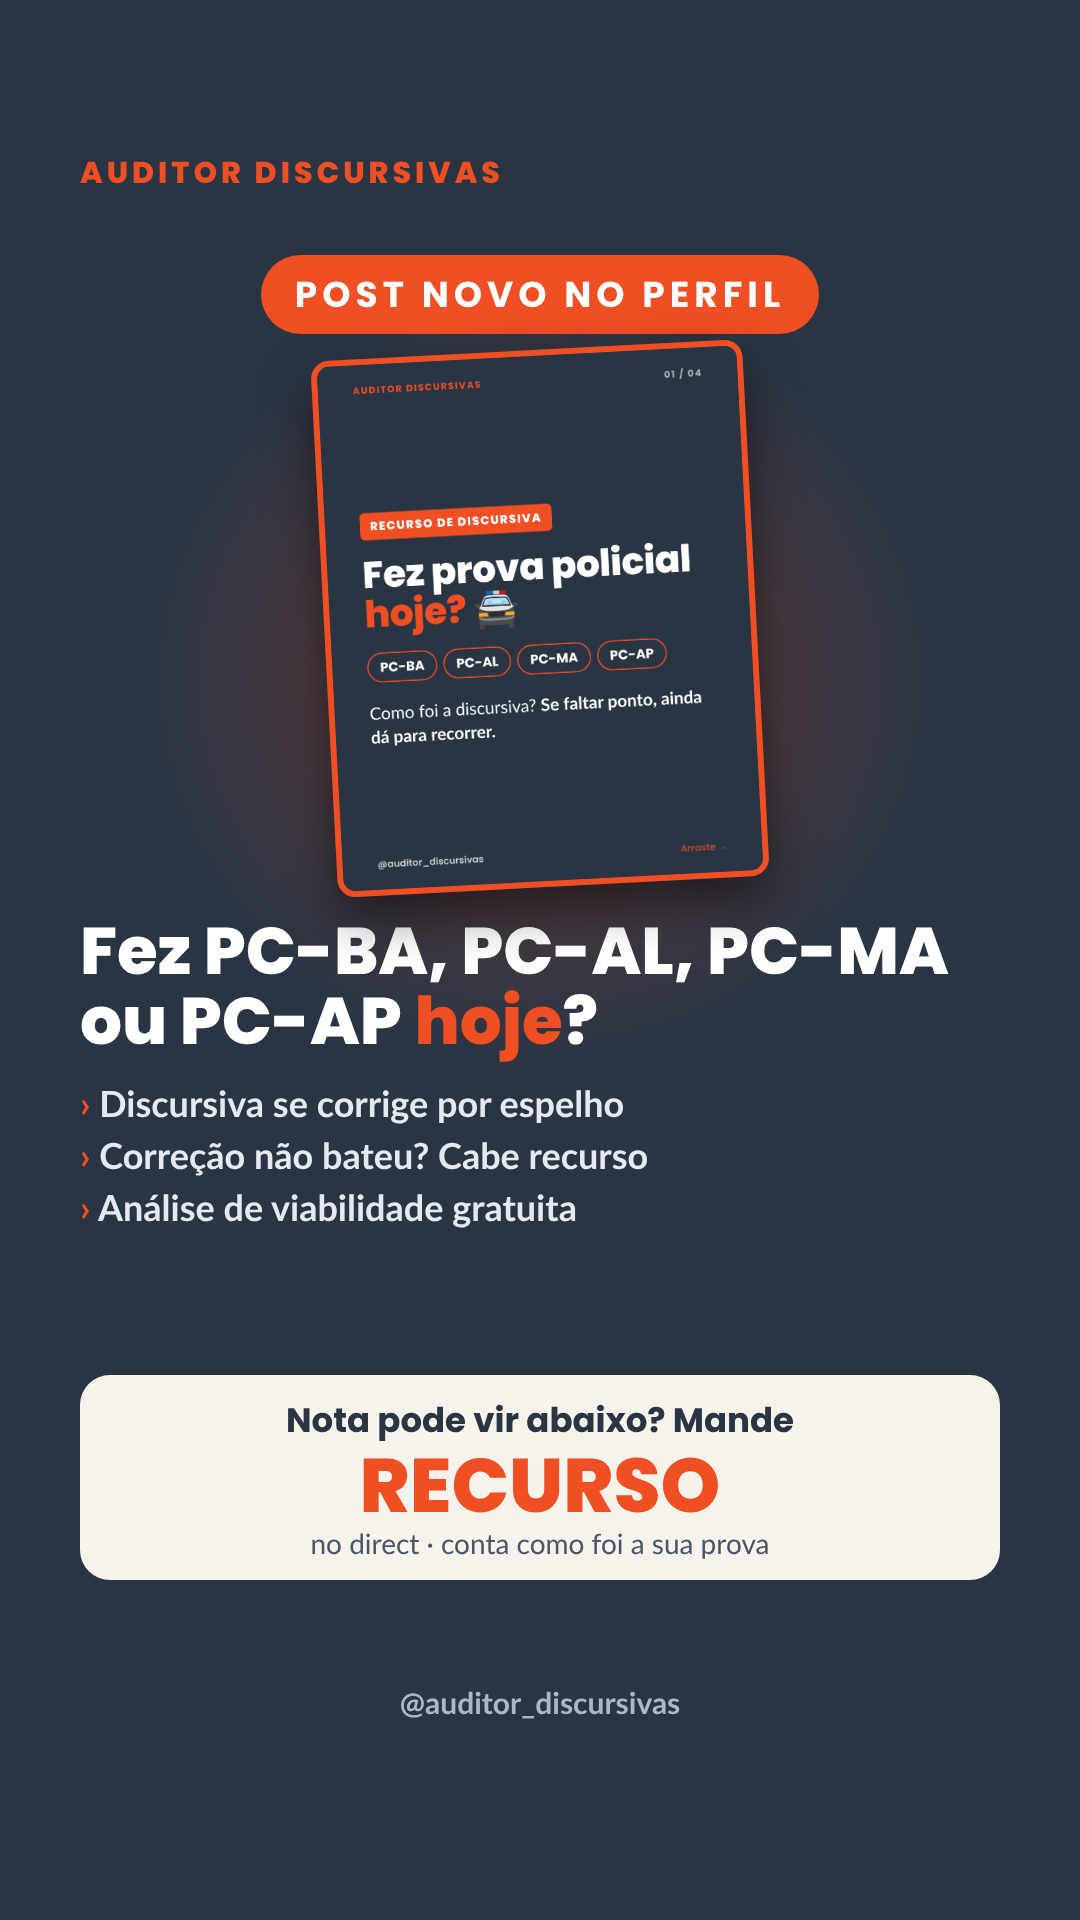 AUDITOR DISCURSIVAS
POST NOVO NO PERFIL
AUDITOR DISCURSIVAS
01 / 04
RECURSO DE DISCURSIVA
Fez prova policial
hoje? 🚔
PC-BA PC-AL PC-MA PC-AP
Como foi a discursiva? Se faltar ponto, ainda
dá para recorrer.
@auditor_discursivas
Arraste →
Fez PC-BA, PC-AL, PC-MA
ou PC-AP hoje?
› Discursiva se corrige por espelho
› Correção não bateu? Cabe recurso
› Análise de viabilidade gratuita
Nota pode vir abaixo? Mande
RECURSO
no direct · conta como foi a sua prova
@auditor_discursivas